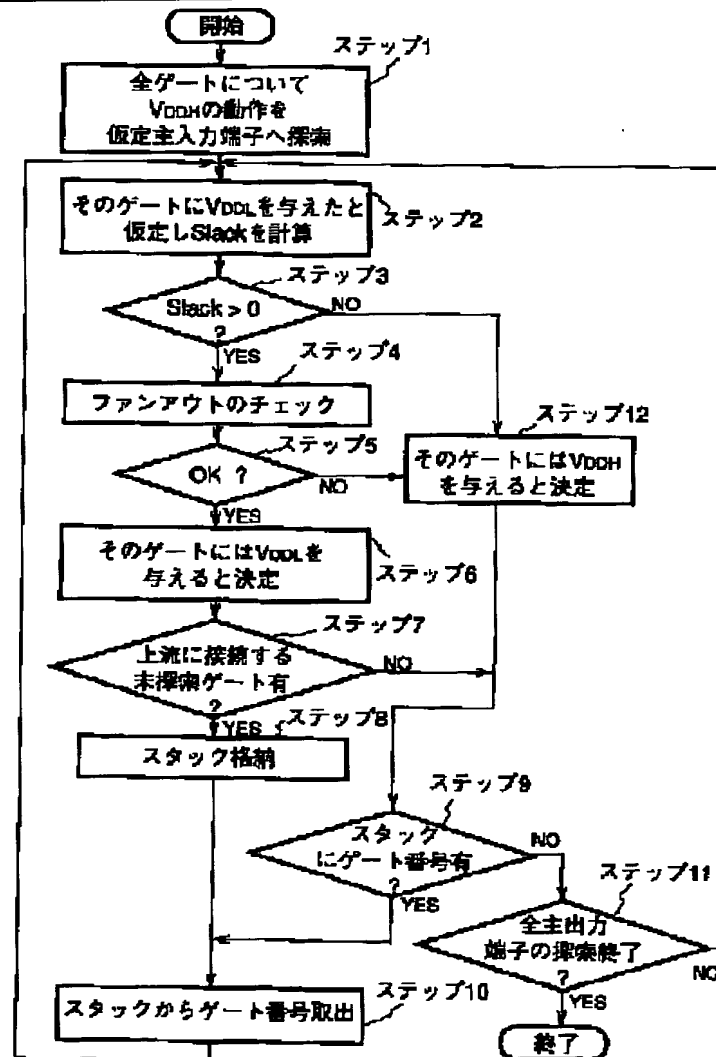 開始
ステップ1
全ゲートについて
VDDHの動作を
仮定主入力端子へ探索
そのゲートにVDDLを与えたと
仮定しSlackを計算
ステップ2
ステップ3
Slack > 0
?
NO
YES
ステップ4
ファンアウトのチェック
ステップ5
OK ?
NO
YES
ステップ12
そのゲートにはVDDH
を与えると決定
そのゲートにはVDDLを
与えると決定
ステップ6
ステップ7
上流に接続する
未探索ゲート有
?
NO
YES
ステップ8
スタック格納
ステップ9
スタック
にゲート番号有
?
NO
YES
ステップ11
全主出力
端子の探索終了
?
NO
YES
スタックからゲート番号取出
ステップ10
終了